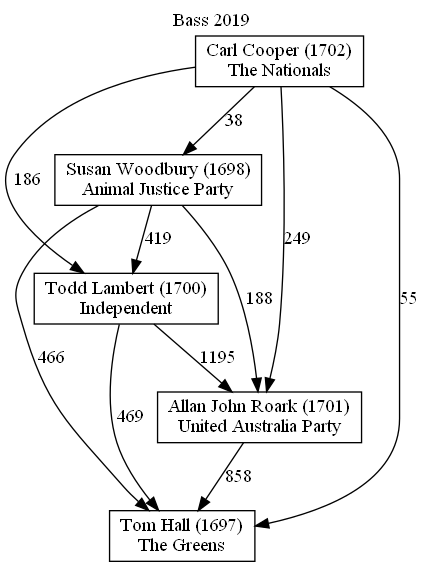 Bass 2019
Carl Cooper (1702)
The Nationals
38
Susan Woodbury (1698)
Animal Justice Party
186
419
249
Todd Lambert (1700)
Independent
188
55
466
1195
469
Allan John Roark (1701)
United Australia Party
858
Tom Hall (1697)
The Greens